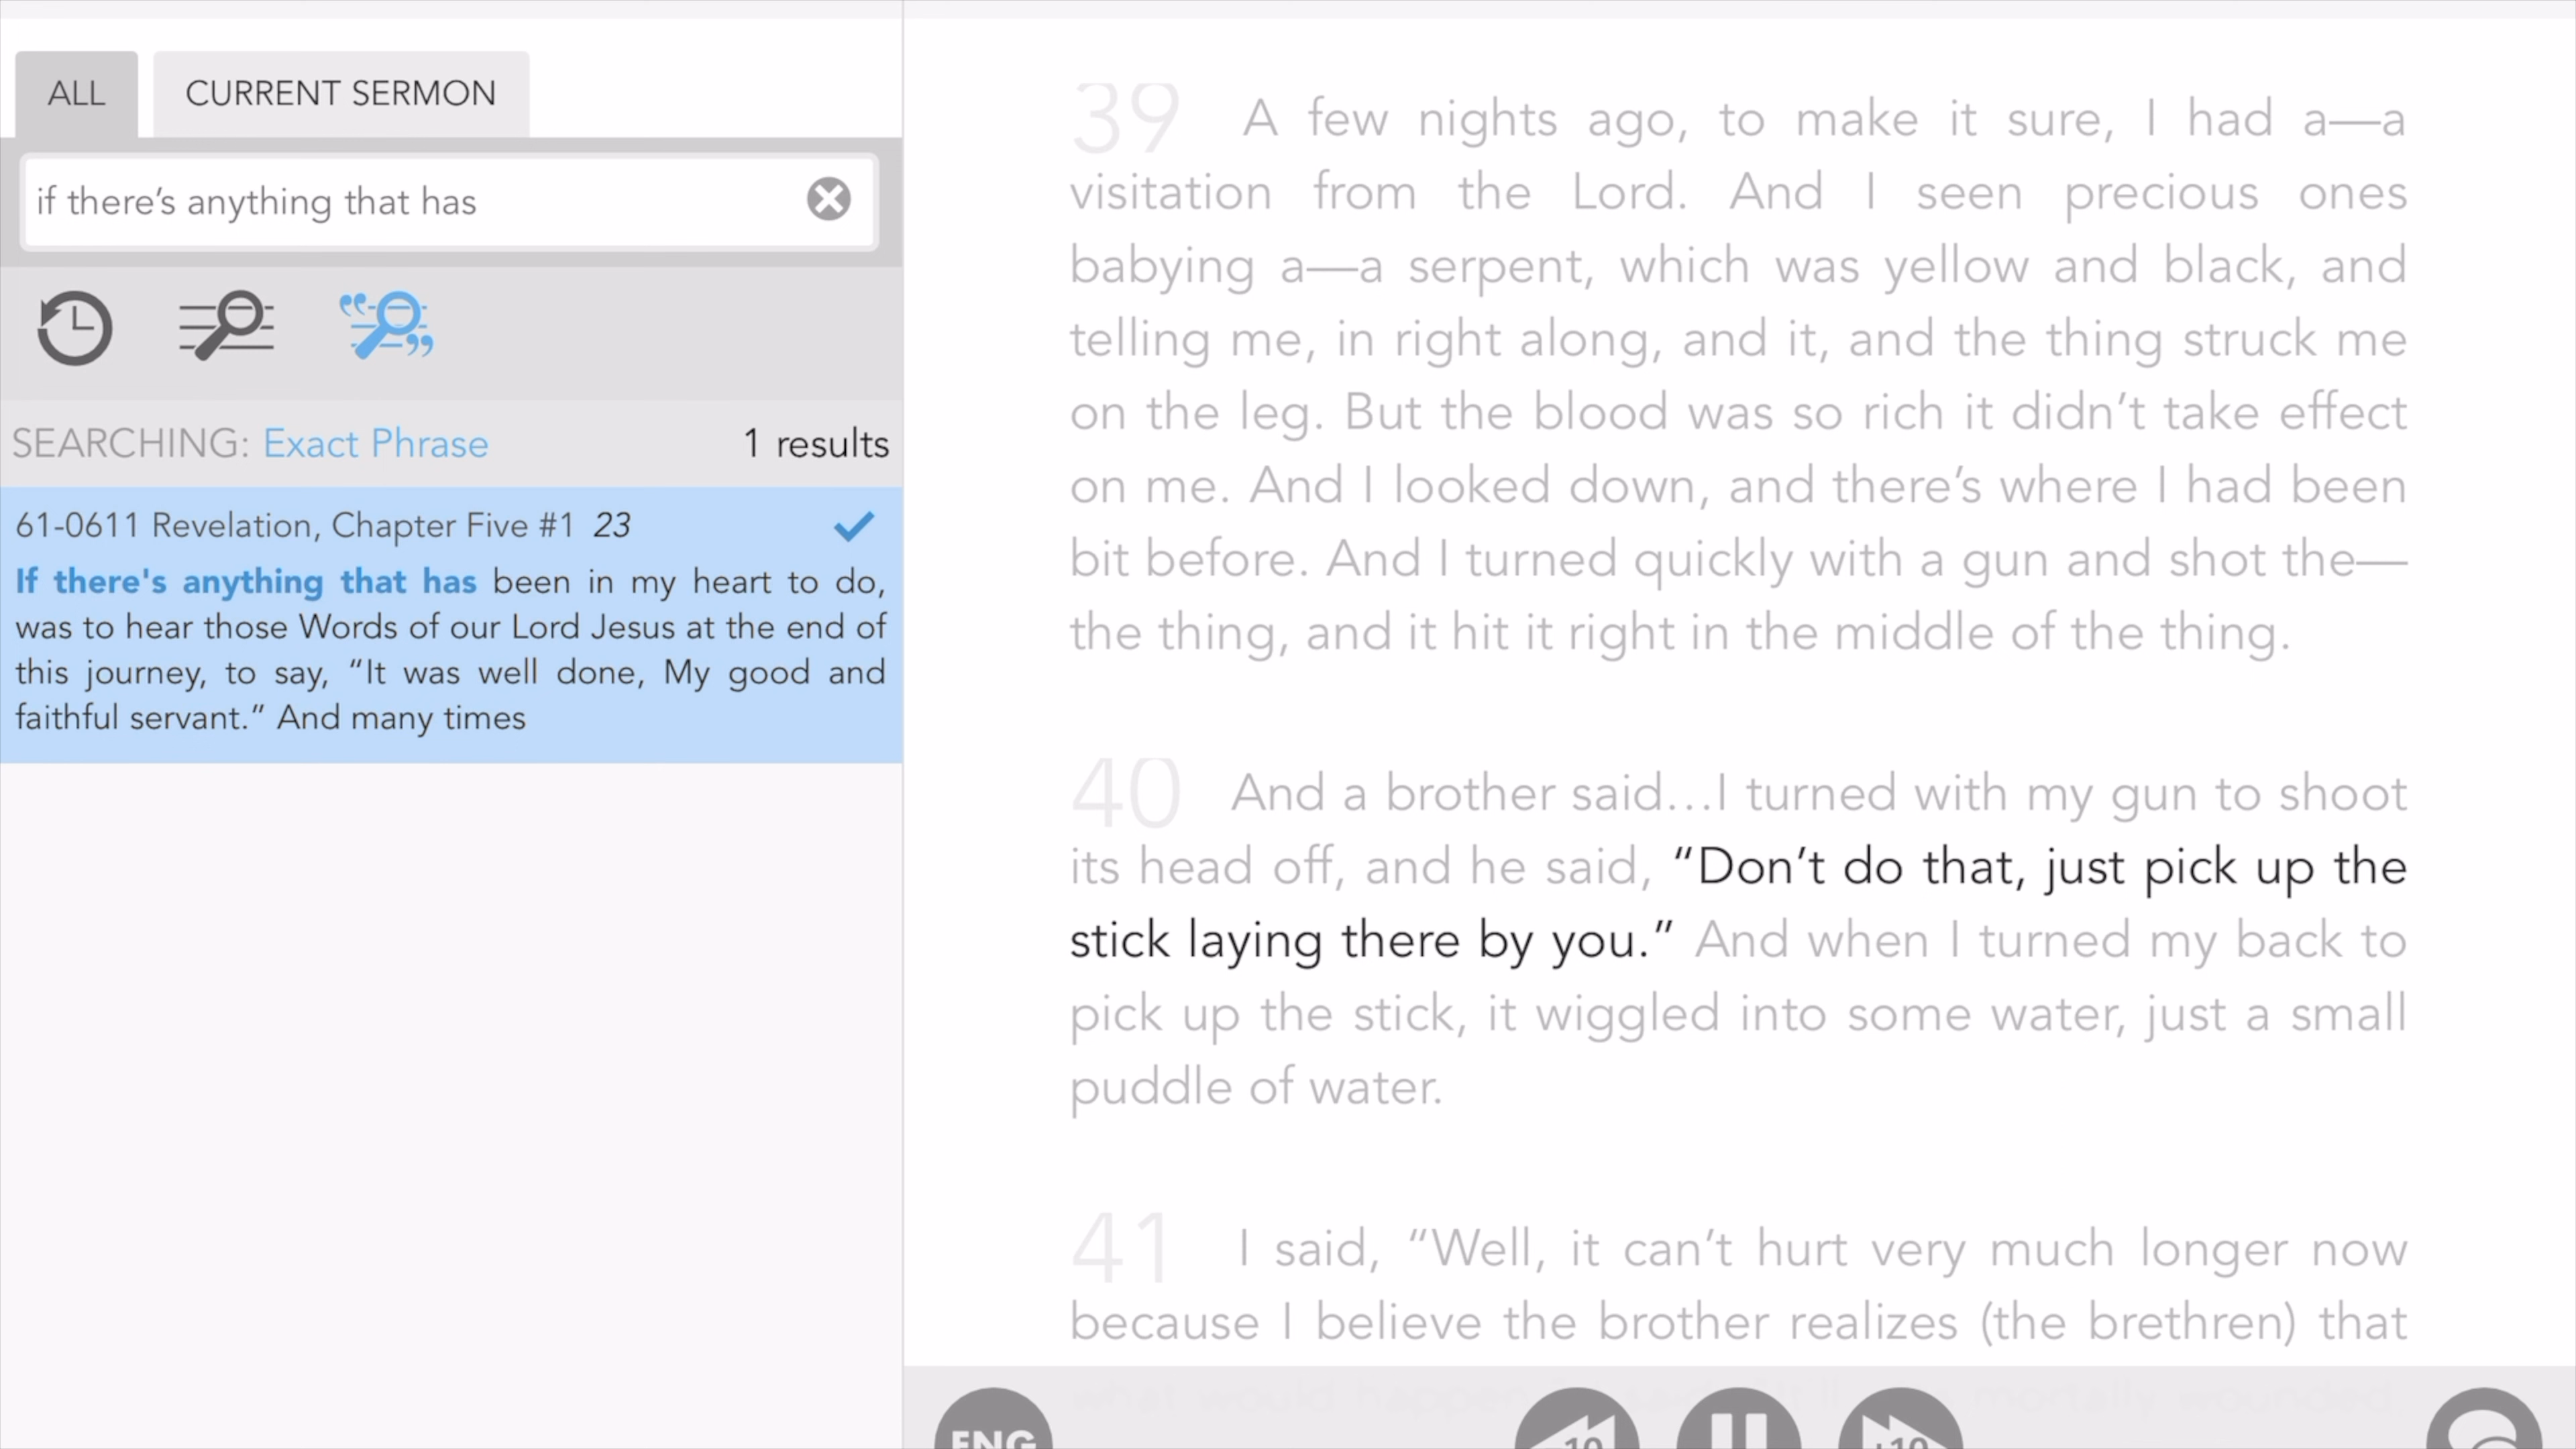 ALL
CURRENT SERMON
if there’s anything that has
SEARCHING: Exact Phrase
1 results
61-0611 Revelation, Chapter Five #1 23
If there's anything that has been in my heart to do,
was to hear those Words of our Lord Jesus at the end of
this journey, to say, “It was well done, My good and
faithful servant.” And many times
39 A few nights ago, to make it sure, I had a—a
visitation from the Lord. And I seen precious ones
babying a—a serpent, which was yellow and black, and
telling me, in right along, and it, and the thing struck me
on the leg. But the blood was so rich it didn’t take effect
on me. And I looked down, and there’s where I had been
bit before. And I turned quickly with a gun and shot the—
the thing, and it hit it right in the middle of the thing.
40 And a brother said…I turned with my gun to shoot
its head off, and he said, “Don’t do that, just pick up the
stick laying there by you.” And when I turned my back to
pick up the stick, it wiggled into some water, just a small
puddle of water.
41 I said, “Well, it can’t hurt very much longer now
because I believe the brother realizes (the brethren) that
what would happen mortally wounded
ENG
-10
+10